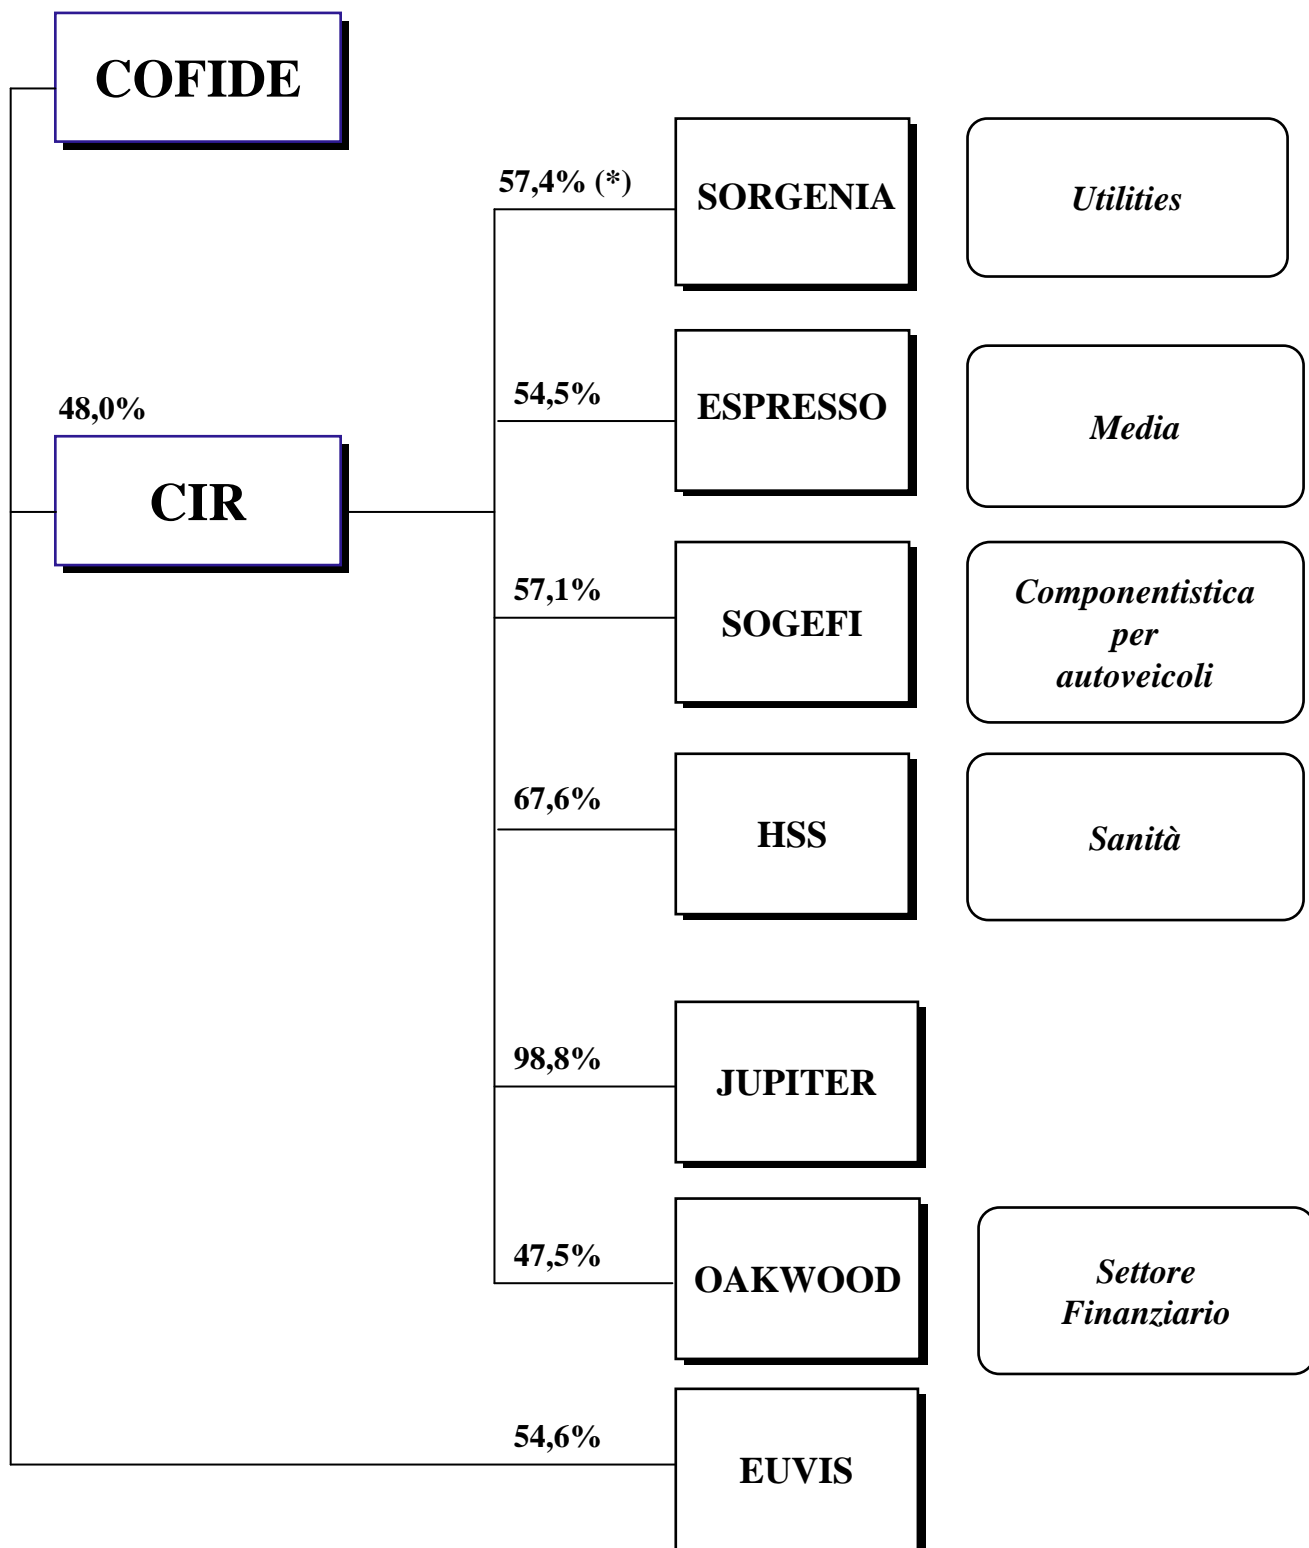 COFIDE
57,4% (*)
SORGENIA
Utilities
54,5%
ESPRESSO
Media
48,0%
CIR
57,1%
SOGEFI
Componentistica
per
autoveicoli
67,6%
HSS
Sanità
98,8%
JUPITER
47,5%
OAKWOOD
Settore
Finanziario
54,6%
EUVIS